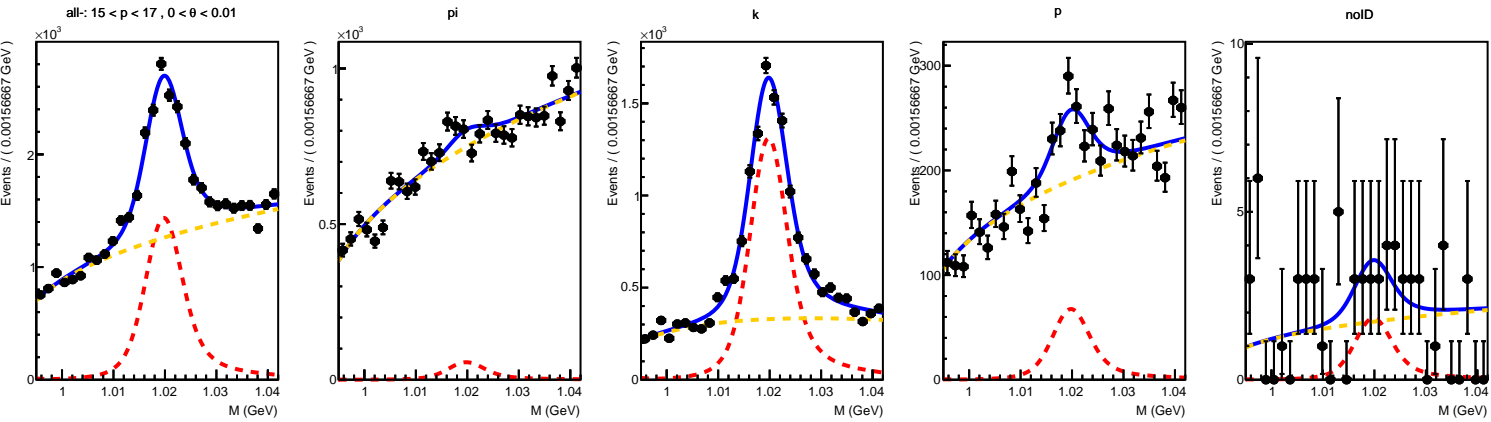 all-: 15 < p < 17 , 0 < θ < 0.01
×10³
Events / ( 0.00156667 GeV )
2
1
0
1 1.01 1.02 1.03 1.04
M (GeV)
pi
×10³
Events / ( 0.00156667 GeV )
1
0.5
0
1 1.01 1.02 1.03 1.04
M (GeV)
k
×10³
Events / ( 0.00156667 GeV )
1.5
1
0.5
0
1 1.01 1.02 1.03 1.04
M (GeV)
p
Events / ( 0.00156667 GeV )
300
200
100
0
1 1.01 1.02 1.03 1.04
M (GeV)
noID
Events / ( 0.00156667 GeV )
10
5
0
1 1.01 1.02 1.03 1.04
M (GeV)